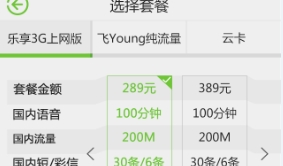 选择套餐
乐享3G上网版 飞Young纯流量 云卡
套餐金额 289元 389元
国内语音 100分钟 100分钟
国内流量 200M 200M
国内短/彩信 30条/6条 30条/6条